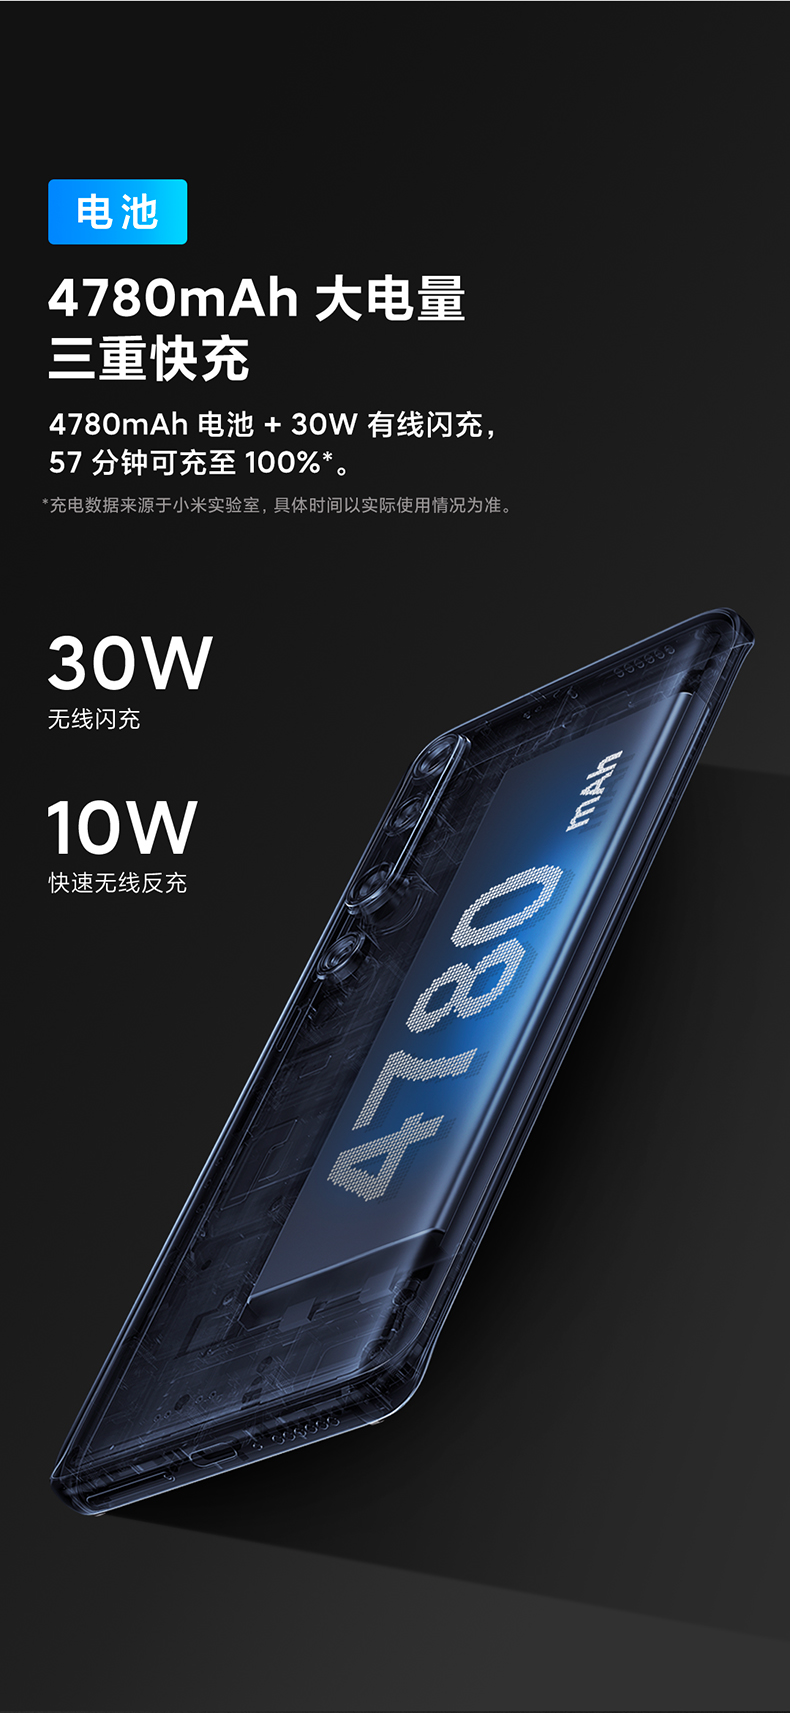 电池
4780mAh 大电量
三重快充
4780mAh 电池 + 30W 有线闪充，
57 分钟可充至 100%*。
*充电数据来源于小米实验室，具体时间以实际使用情况为准。
30W
无线闪充
10W
快速无线反充
4780 mAh